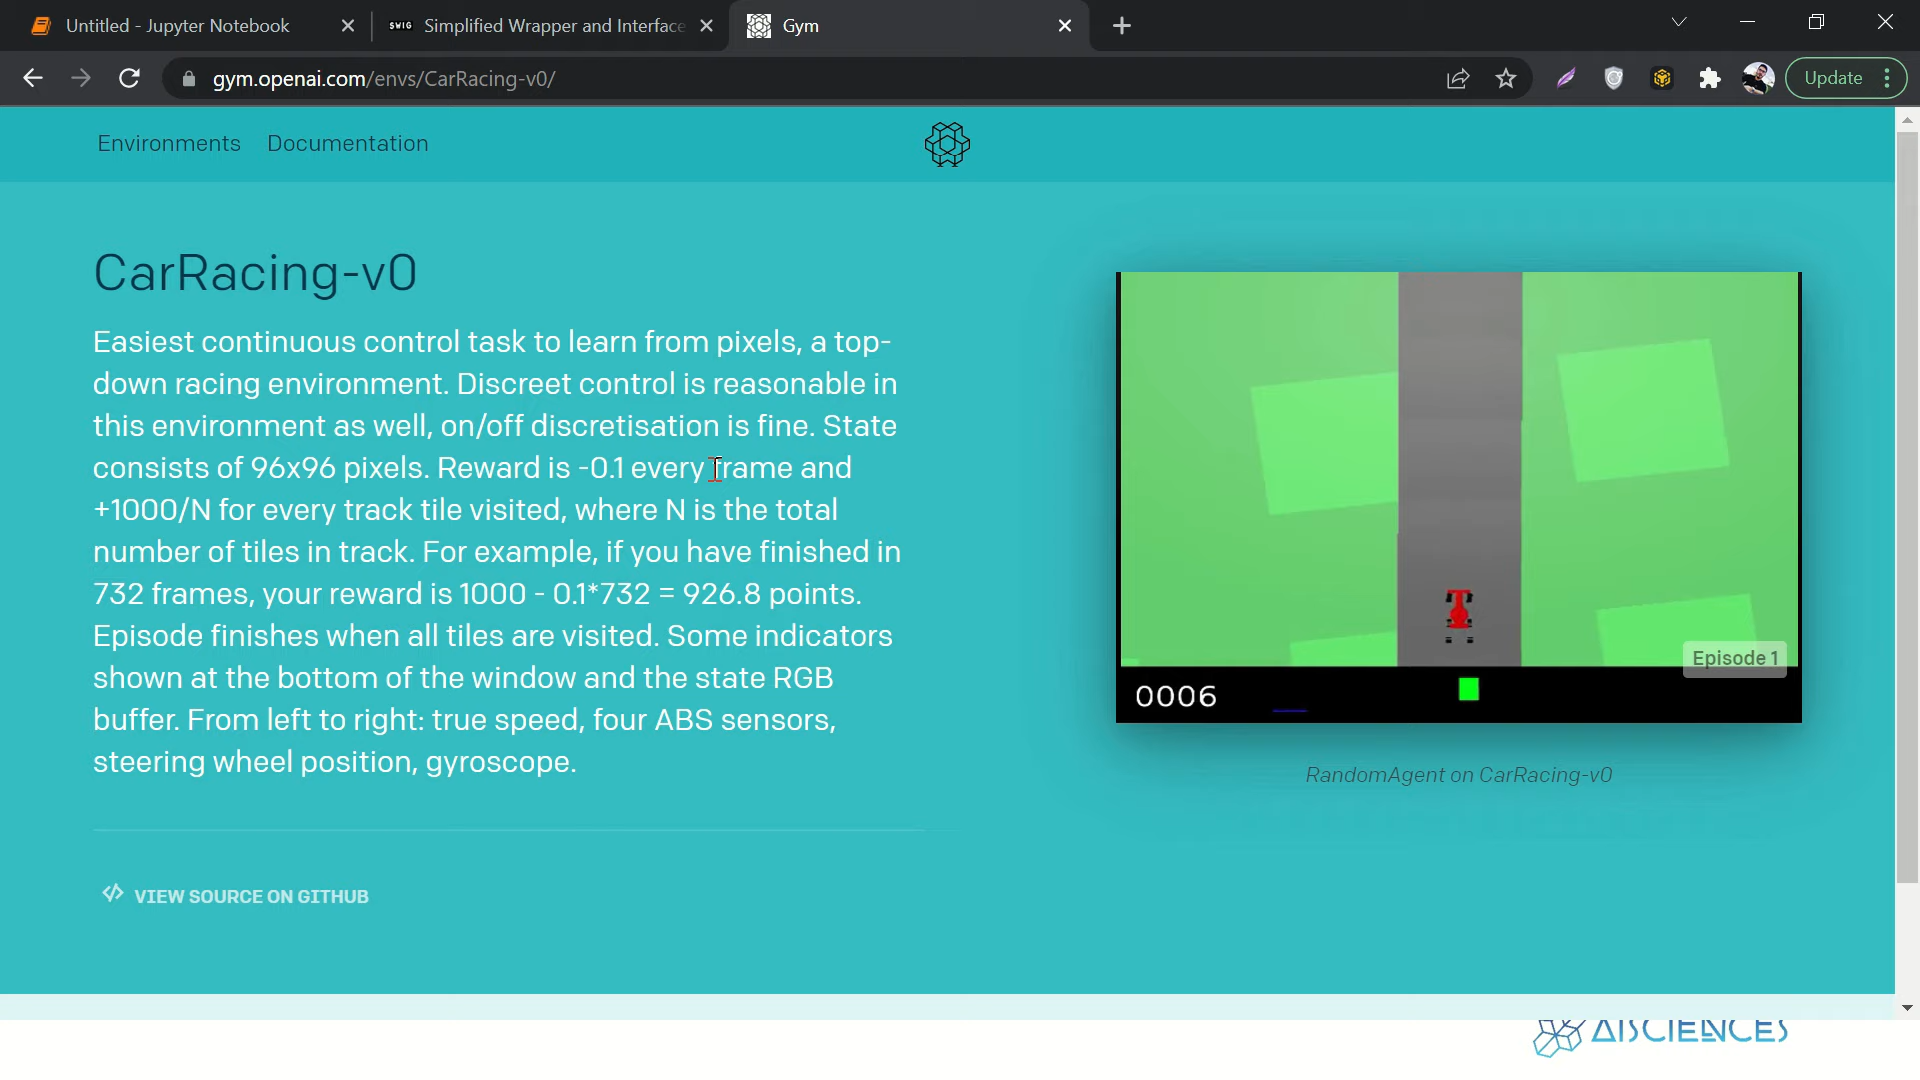 Untitled - Jupyter Notebook
SWIG Simplified Wrapper and Interface
Gym
gym.openai.com/envs/CarRacing-v0/
Update
Environments Documentation
CarRacing-v0
Easiest continuous control task to learn from pixels, a top-
down racing environment. Discreet control is reasonable in
this environment as well, on/off discretisation is fine. State
consists of 96x96 pixels. Reward is -0.1 every frame and
+1000/N for every track tile visited, where N is the total
number of tiles in track. For example, if you have finished in
732 frames, your reward is 1000 - 0.1*732 = 926.8 points.
Episode finishes when all tiles are visited. Some indicators
shown at the bottom of the window and the state RGB
buffer. From left to right: true speed, four ABS sensors,
steering wheel position, gyroscope.
Episode 1
0006
RandomAgent on CarRacing-v0
VIEW SOURCE ON GITHUB
AISCIENCES